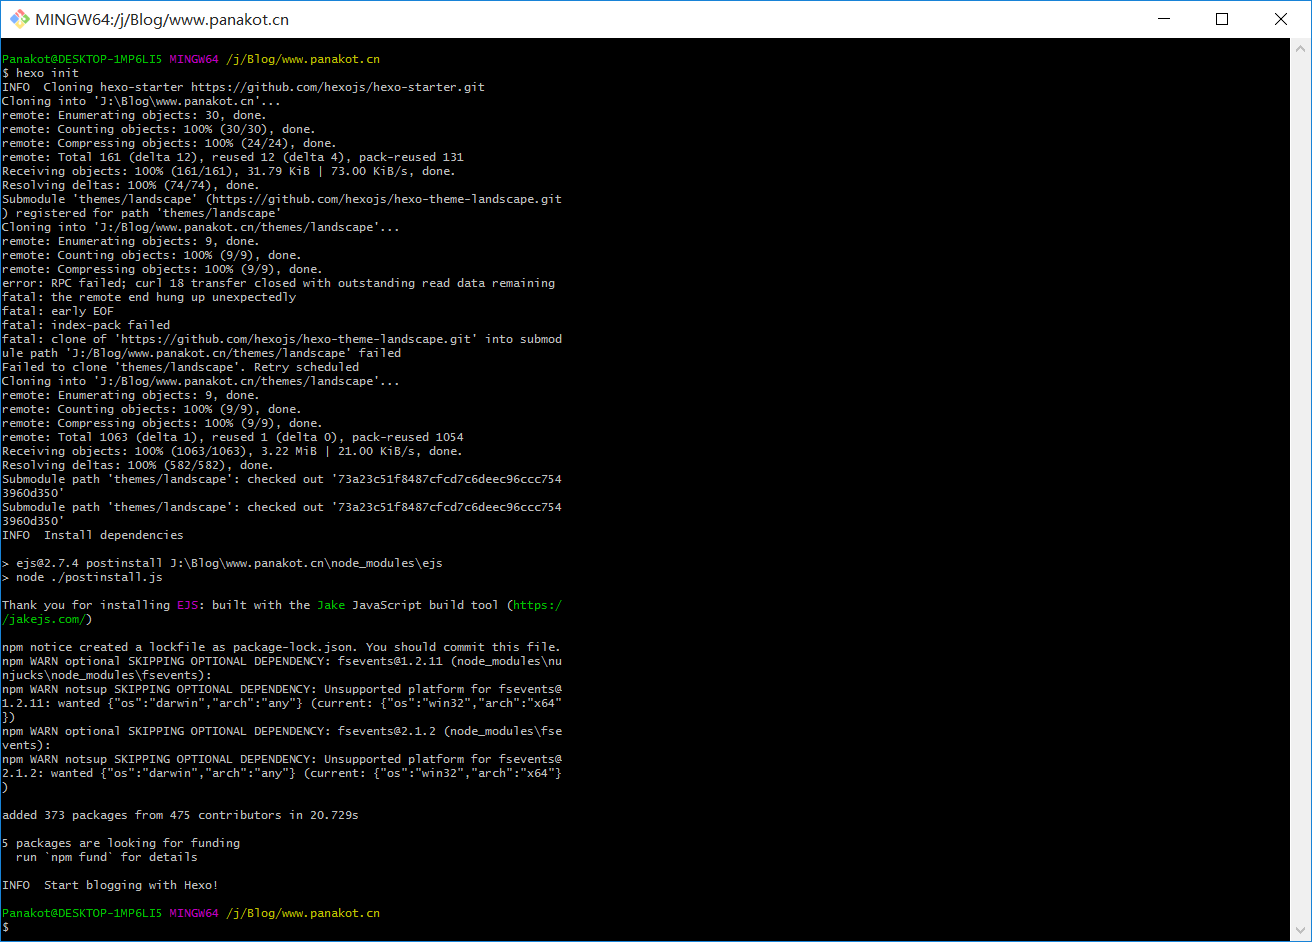 MINGW64:/j/Blog/www.panakot.cn
Panakot@DESKTOP-1MP6LI5 MINGW64 /j/Blog/www.panakot.cn
$ hexo init
INFO  Cloning hexo-starter https://github.com/hexojs/hexo-starter.git
Cloning into 'J:\Blog\www.panakot.cn'...
remote: Enumerating objects: 30, done.
remote: Counting objects: 100% (30/30), done.
remote: Compressing objects: 100% (24/24), done.
remote: Total 161 (delta 12), reused 12 (delta 4), pack-reused 131
Receiving objects: 100% (161/161), 31.79 KiB | 73.00 KiB/s, done.
Resolving deltas: 100% (74/74), done.
Submodule 'themes/landscape' (https://github.com/hexojs/hexo-theme-landscape.git
) registered for path 'themes/landscape'
Cloning into 'J:/Blog/www.panakot.cn/themes/landscape'...
remote: Enumerating objects: 9, done.
remote: Counting objects: 100% (9/9), done.
remote: Compressing objects: 100% (9/9), done.
error: RPC failed; curl 18 transfer closed with outstanding read data remaining
fatal: the remote end hung up unexpectedly
fatal: early EOF
fatal: index-pack failed
fatal: clone of 'https://github.com/hexojs/hexo-theme-landscape.git' into submod
ule path 'J:/Blog/www.panakot.cn/themes/landscape' failed
Failed to clone 'themes/landscape'. Retry scheduled
Cloning into 'J:/Blog/www.panakot.cn/themes/landscape'...
remote: Enumerating objects: 9, done.
remote: Counting objects: 100% (9/9), done.
remote: Compressing objects: 100% (9/9), done.
remote: Total 1063 (delta 1), reused 1 (delta 0), pack-reused 1054
Receiving objects: 100% (1063/1063), 3.22 MiB | 21.00 KiB/s, done.
Resolving deltas: 100% (582/582), done.
Submodule path 'themes/landscape': checked out '73a23c51f8487cfcd7c6deec96ccc754
3960d350'
Submodule path 'themes/landscape': checked out '73a23c51f8487cfcd7c6deec96ccc754
3960d350'
INFO  Install dependencies
> ejs@2.7.4 postinstall J:\Blog\www.panakot.cn\node_modules\ejs
> node ./postinstall.js
Thank you for installing EJS: built with the Jake JavaScript build tool (https:/
/jakejs.com/)
npm notice created a lockfile as package-lock.json. You should commit this file.
npm WARN optional SKIPPING OPTIONAL DEPENDENCY: fsevents@1.2.11 (node_modules\nu
njucks\node_modules\fsevents):
npm WARN notsup SKIPPING OPTIONAL DEPENDENCY: Unsupported platform for fsevents@
1.2.11: wanted {"os":"darwin","arch":"any"} (current: {"os":"win32","arch":"x64"
})
npm WARN optional SKIPPING OPTIONAL DEPENDENCY: fsevents@2.1.2 (node_modules\fse
vents):
npm WARN notsup SKIPPING OPTIONAL DEPENDENCY: Unsupported platform for fsevents@
2.1.2: wanted {"os":"darwin","arch":"any"} (current: {"os":"win32","arch":"x64"}
)
added 373 packages from 475 contributors in 20.729s
5 packages are looking for funding
  run `npm fund` for details
INFO  Start blogging with Hexo!
Panakot@DESKTOP-1MP6LI5 MINGW64 /j/Blog/www.panakot.cn
$